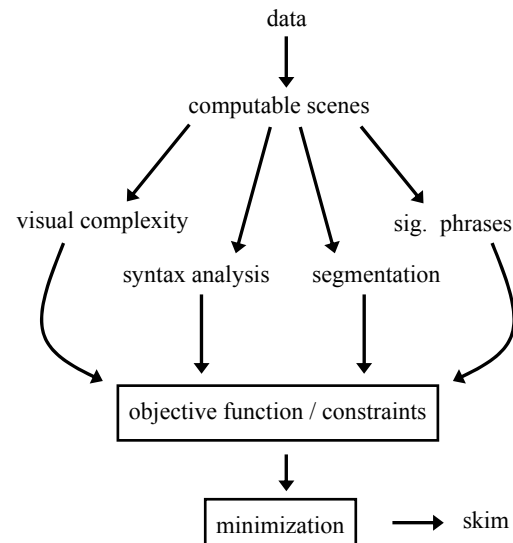 data
computable scenes
visual complexity
sig. phrases
syntax analysis
segmentation
objective function / constraints
minimization
skim